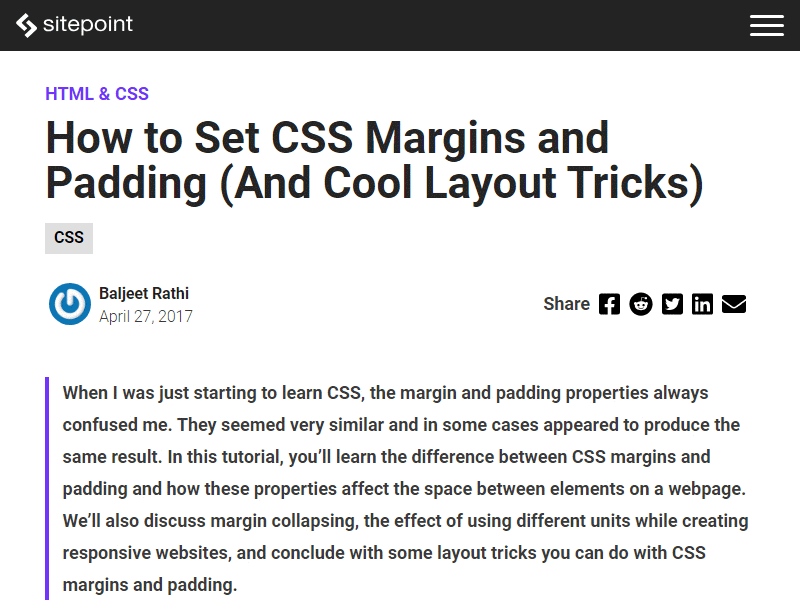 sitepoint
HTML & CSS
How to Set CSS Margins and
Padding (And Cool Layout Tricks)
CSS
Baljeet Rathi
April 27, 2017
Share
When I was just starting to learn CSS, the margin and padding properties always
confused me. They seemed very similar and in some cases appeared to produce the
same result. In this tutorial, you’ll learn the difference between CSS margins and
padding and how these properties affect the space between elements on a webpage.
We’ll also discuss margin collapsing, the effect of using different units while creating
responsive websites, and conclude with some layout tricks you can do with CSS
margins and padding.